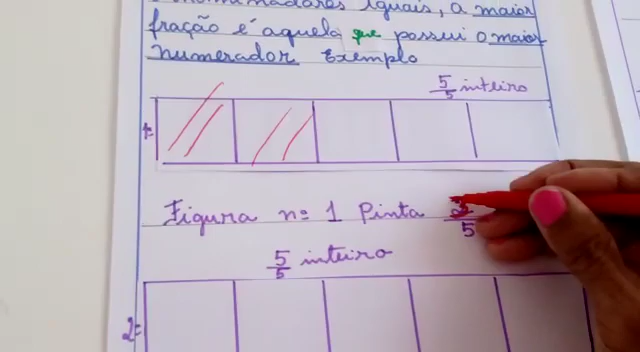 denominadores iguais, a maior
fração é aquela que possui o maior
numerador Exemplo
5/5 inteiro
1=
Figura nº 1 Pinta /5
5/5 inteiro
2=